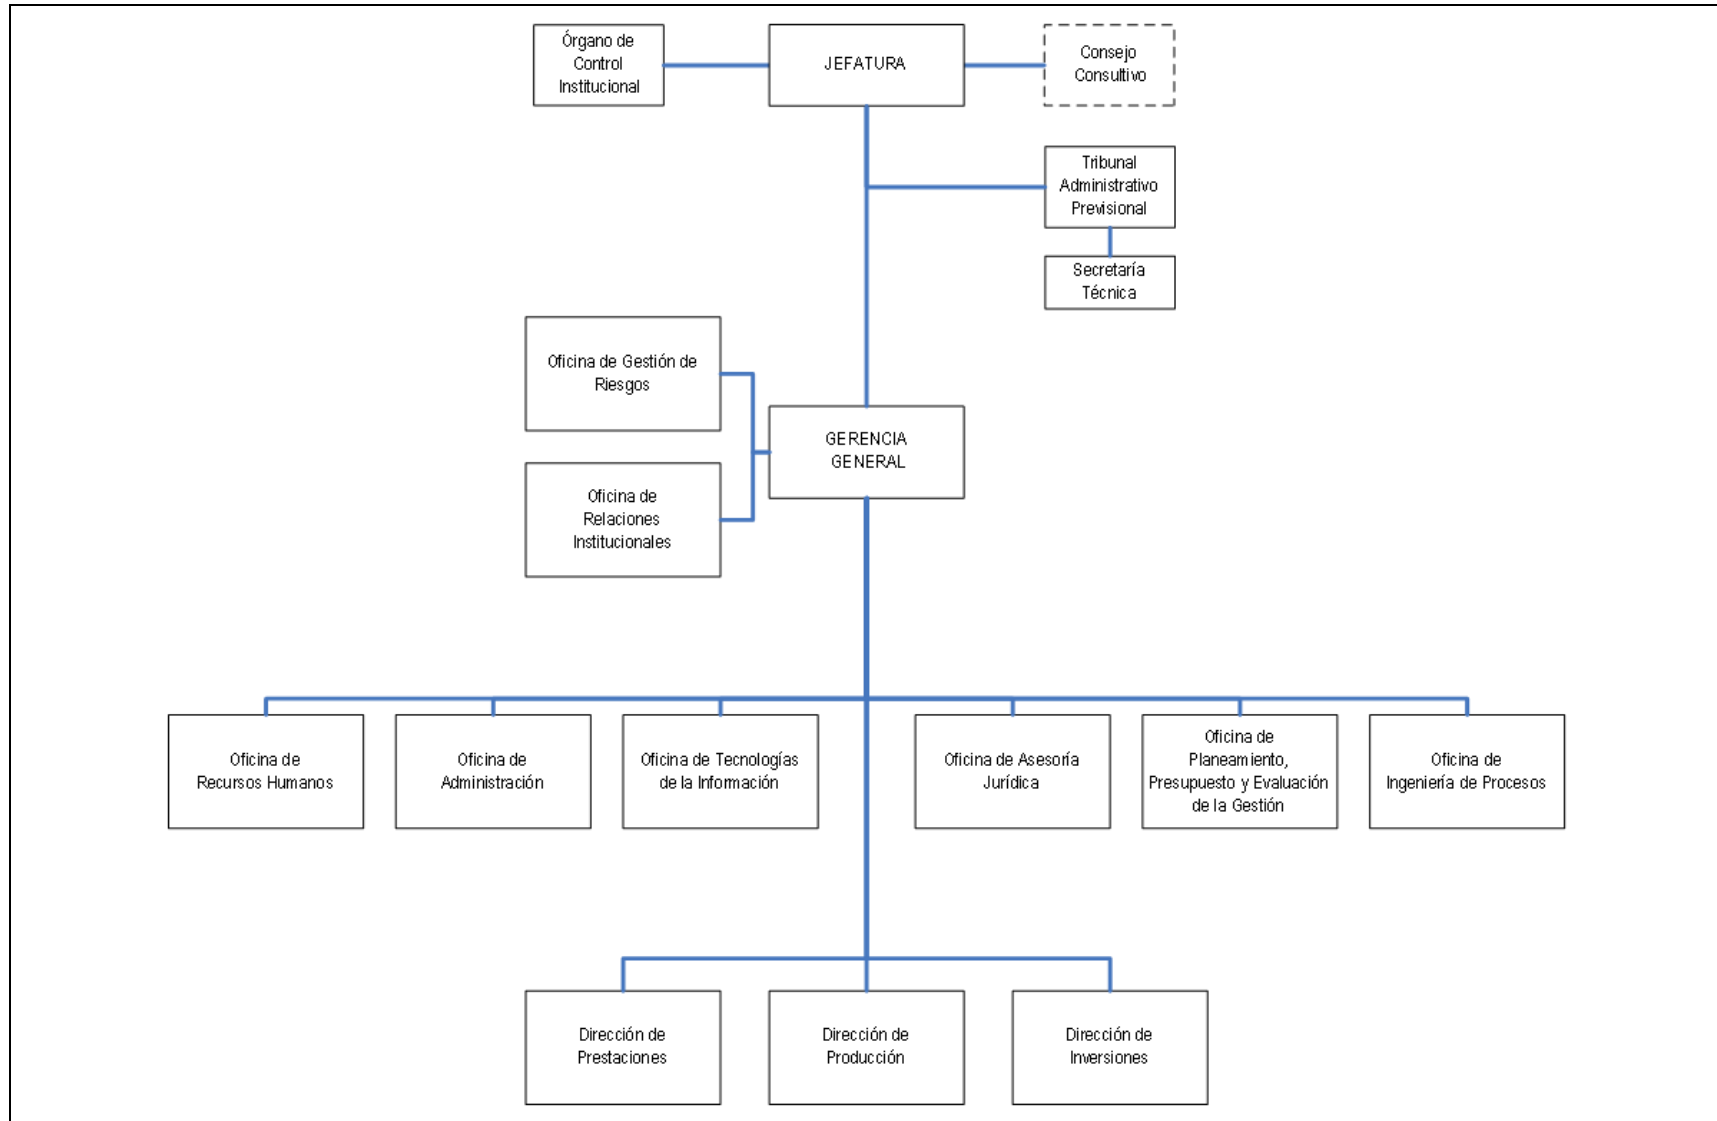 Órgano de
Control
Institucional
JEFATURA
Consejo
Consultivo
Tribunal
Administrativo
Previsional
Secretaría
Técnica
Oficina de Gestión de
Riesgos
GERENCIA
GENERAL
Oficina de
Relaciones
Institucionales
Oficina de
Recursos Humanos
Oficina de
Administración
Oficina de Tecnologías
de la Información
Oficina de Asesoría
Jurídica
Oficina de
Planeamiento,
Presupuesto y Evaluación
de la Gestión
Oficina de
Ingeniería de Procesos
Dirección de
Prestaciones
Dirección de
Producción
Dirección de
Inversiones